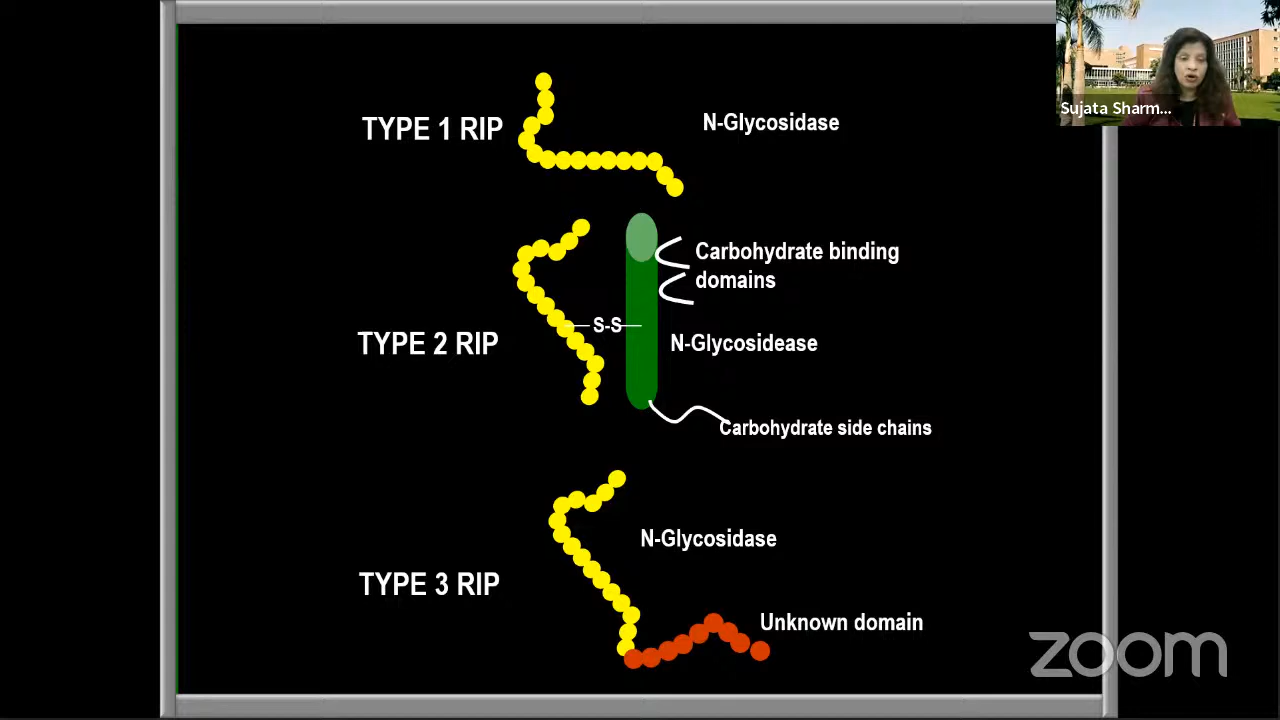 Sujata Sharm...
TYPE 1 RIP
N-Glycosidase
Carbohydrate binding
domains
S-S
TYPE 2 RIP
N-Glycosidease
Carbohydrate side chains
N-Glycosidase
TYPE 3 RIP
Unknown domain
zoom